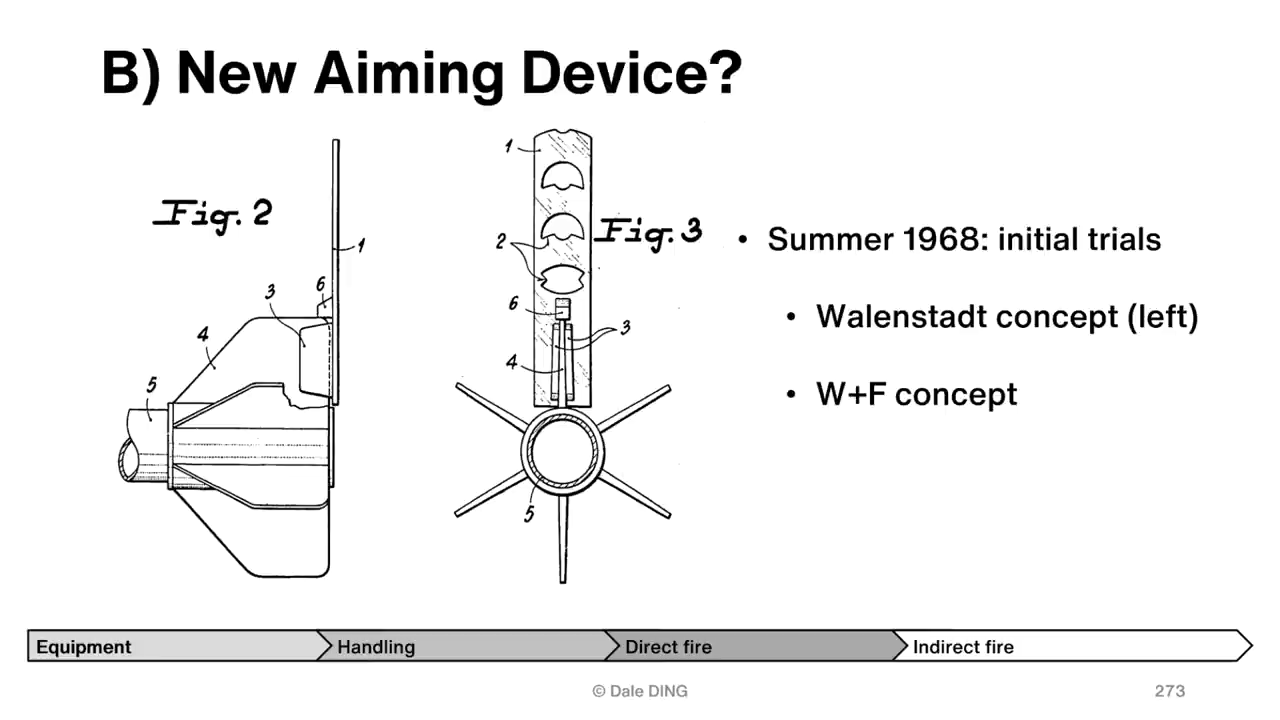 B) New Aiming Device?
Fig. 2
1
3
6
4
5
Fig. 3
1
2
6
3
4
5
• Summer 1968: initial trials
• Walenstadt concept (left)
• W+F concept
Equipment
Handling
Direct fire
Indirect fire
© Dale DING
273